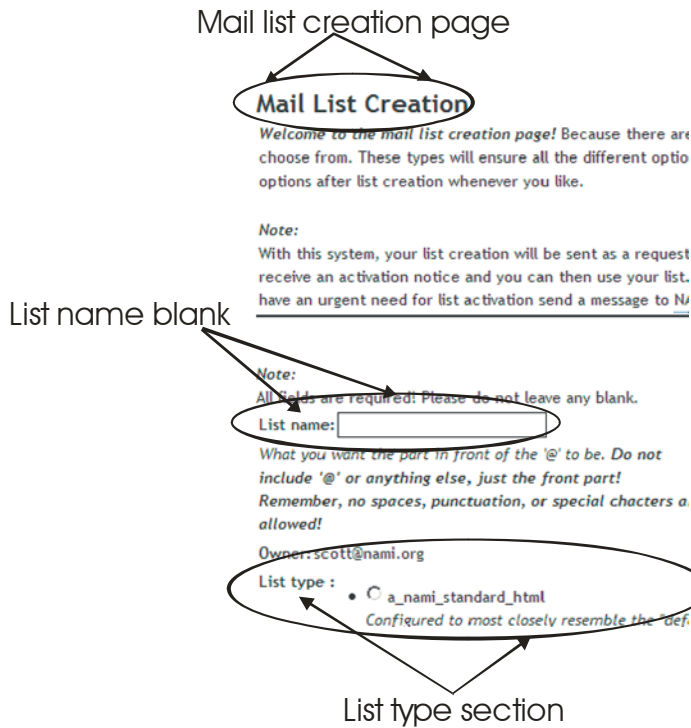 Mail list creation page
Mail List Creation
Welcome to the mail list creation page! Because there are
choose from. These types will ensure all the different optio
options after list creation whenever you like.
Note:
With this system, your list creation will be sent as a request
receive an activation notice and you can then use your list.
have an urgent need for list activation send a message to NA
List name blank
Note:
All fields are required! Please do not leave any blank.
List name:
What you want the part in front of the '@' to be. Do not
include '@' or anything else, just the front part!
Remember, no spaces, punctuation, or special chacters a
allowed!
Owner: scott@nami.org
List type :
• a_nami_standard_html
Configured to most closely resemble the "defa
List type section